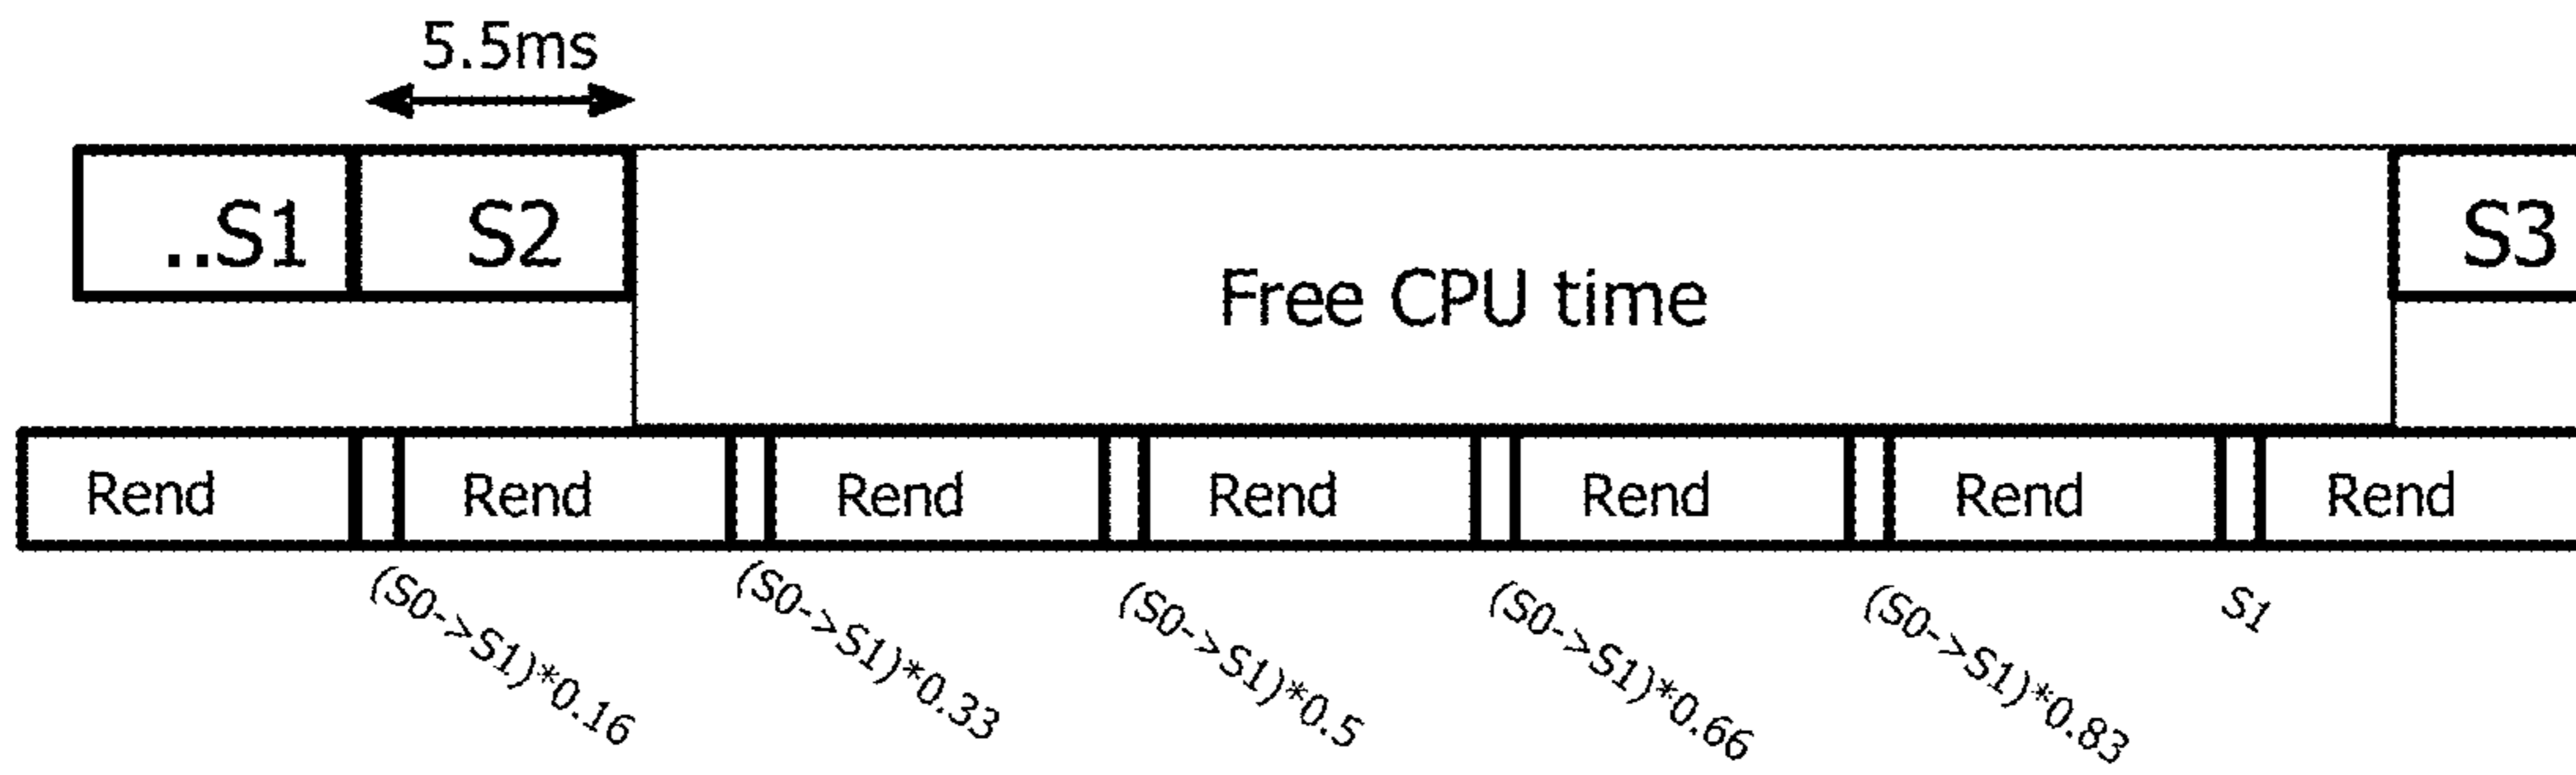 5.5ms
..S1 S2 S3
Free CPU time
Rend Rend Rend Rend Rend Rend Rend
(S0->S1)*0.16
(S0->S1)*0.33
(S0->S1)*0.5
(S0->S1)*0.66
(S0->S1)*0.83
S1